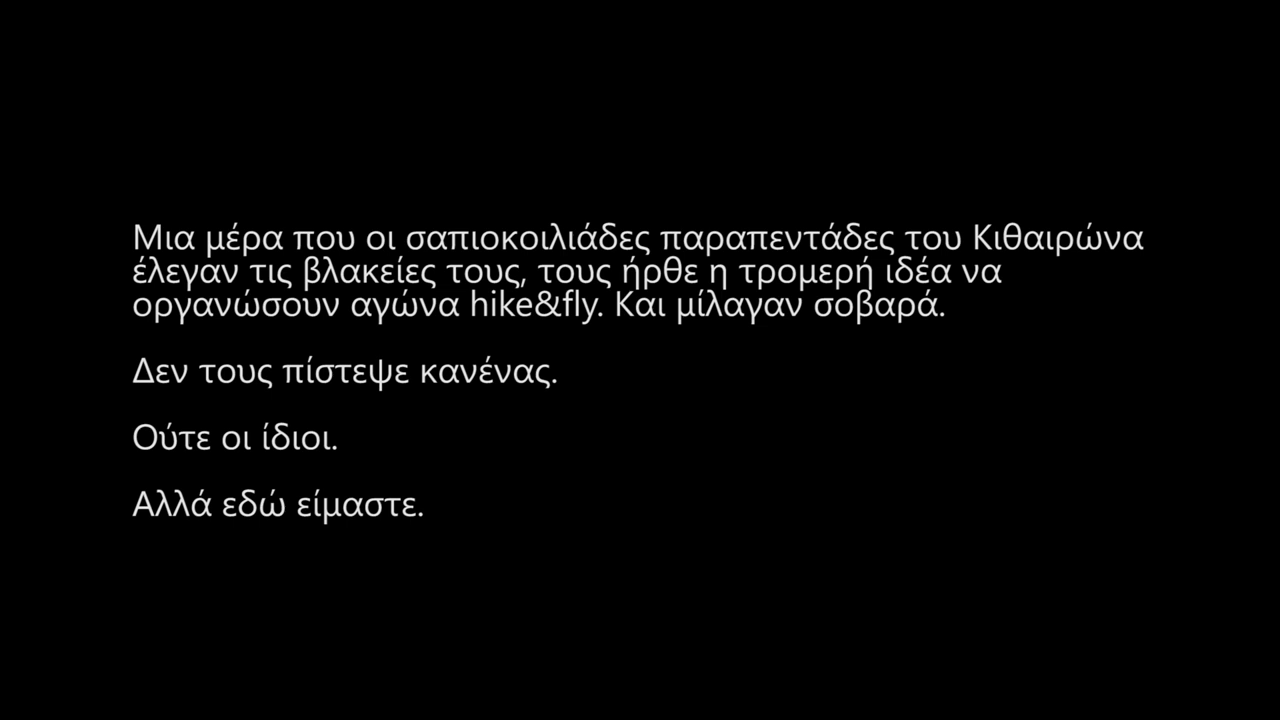 Μια μέρα που οι σαπιοκοιλιάδες παραπεντάδες του Κιθαιρώνα
έλεγαν τις βλακείες τους, τους ήρθε η τρομερή ιδέα να
οργανώσουν αγώνα hike&fly. Και μίλαγαν σοβαρά.
Δεν τους πίστεψε κανένας.
Ούτε οι ίδιοι.
Αλλά εδώ είμαστε.